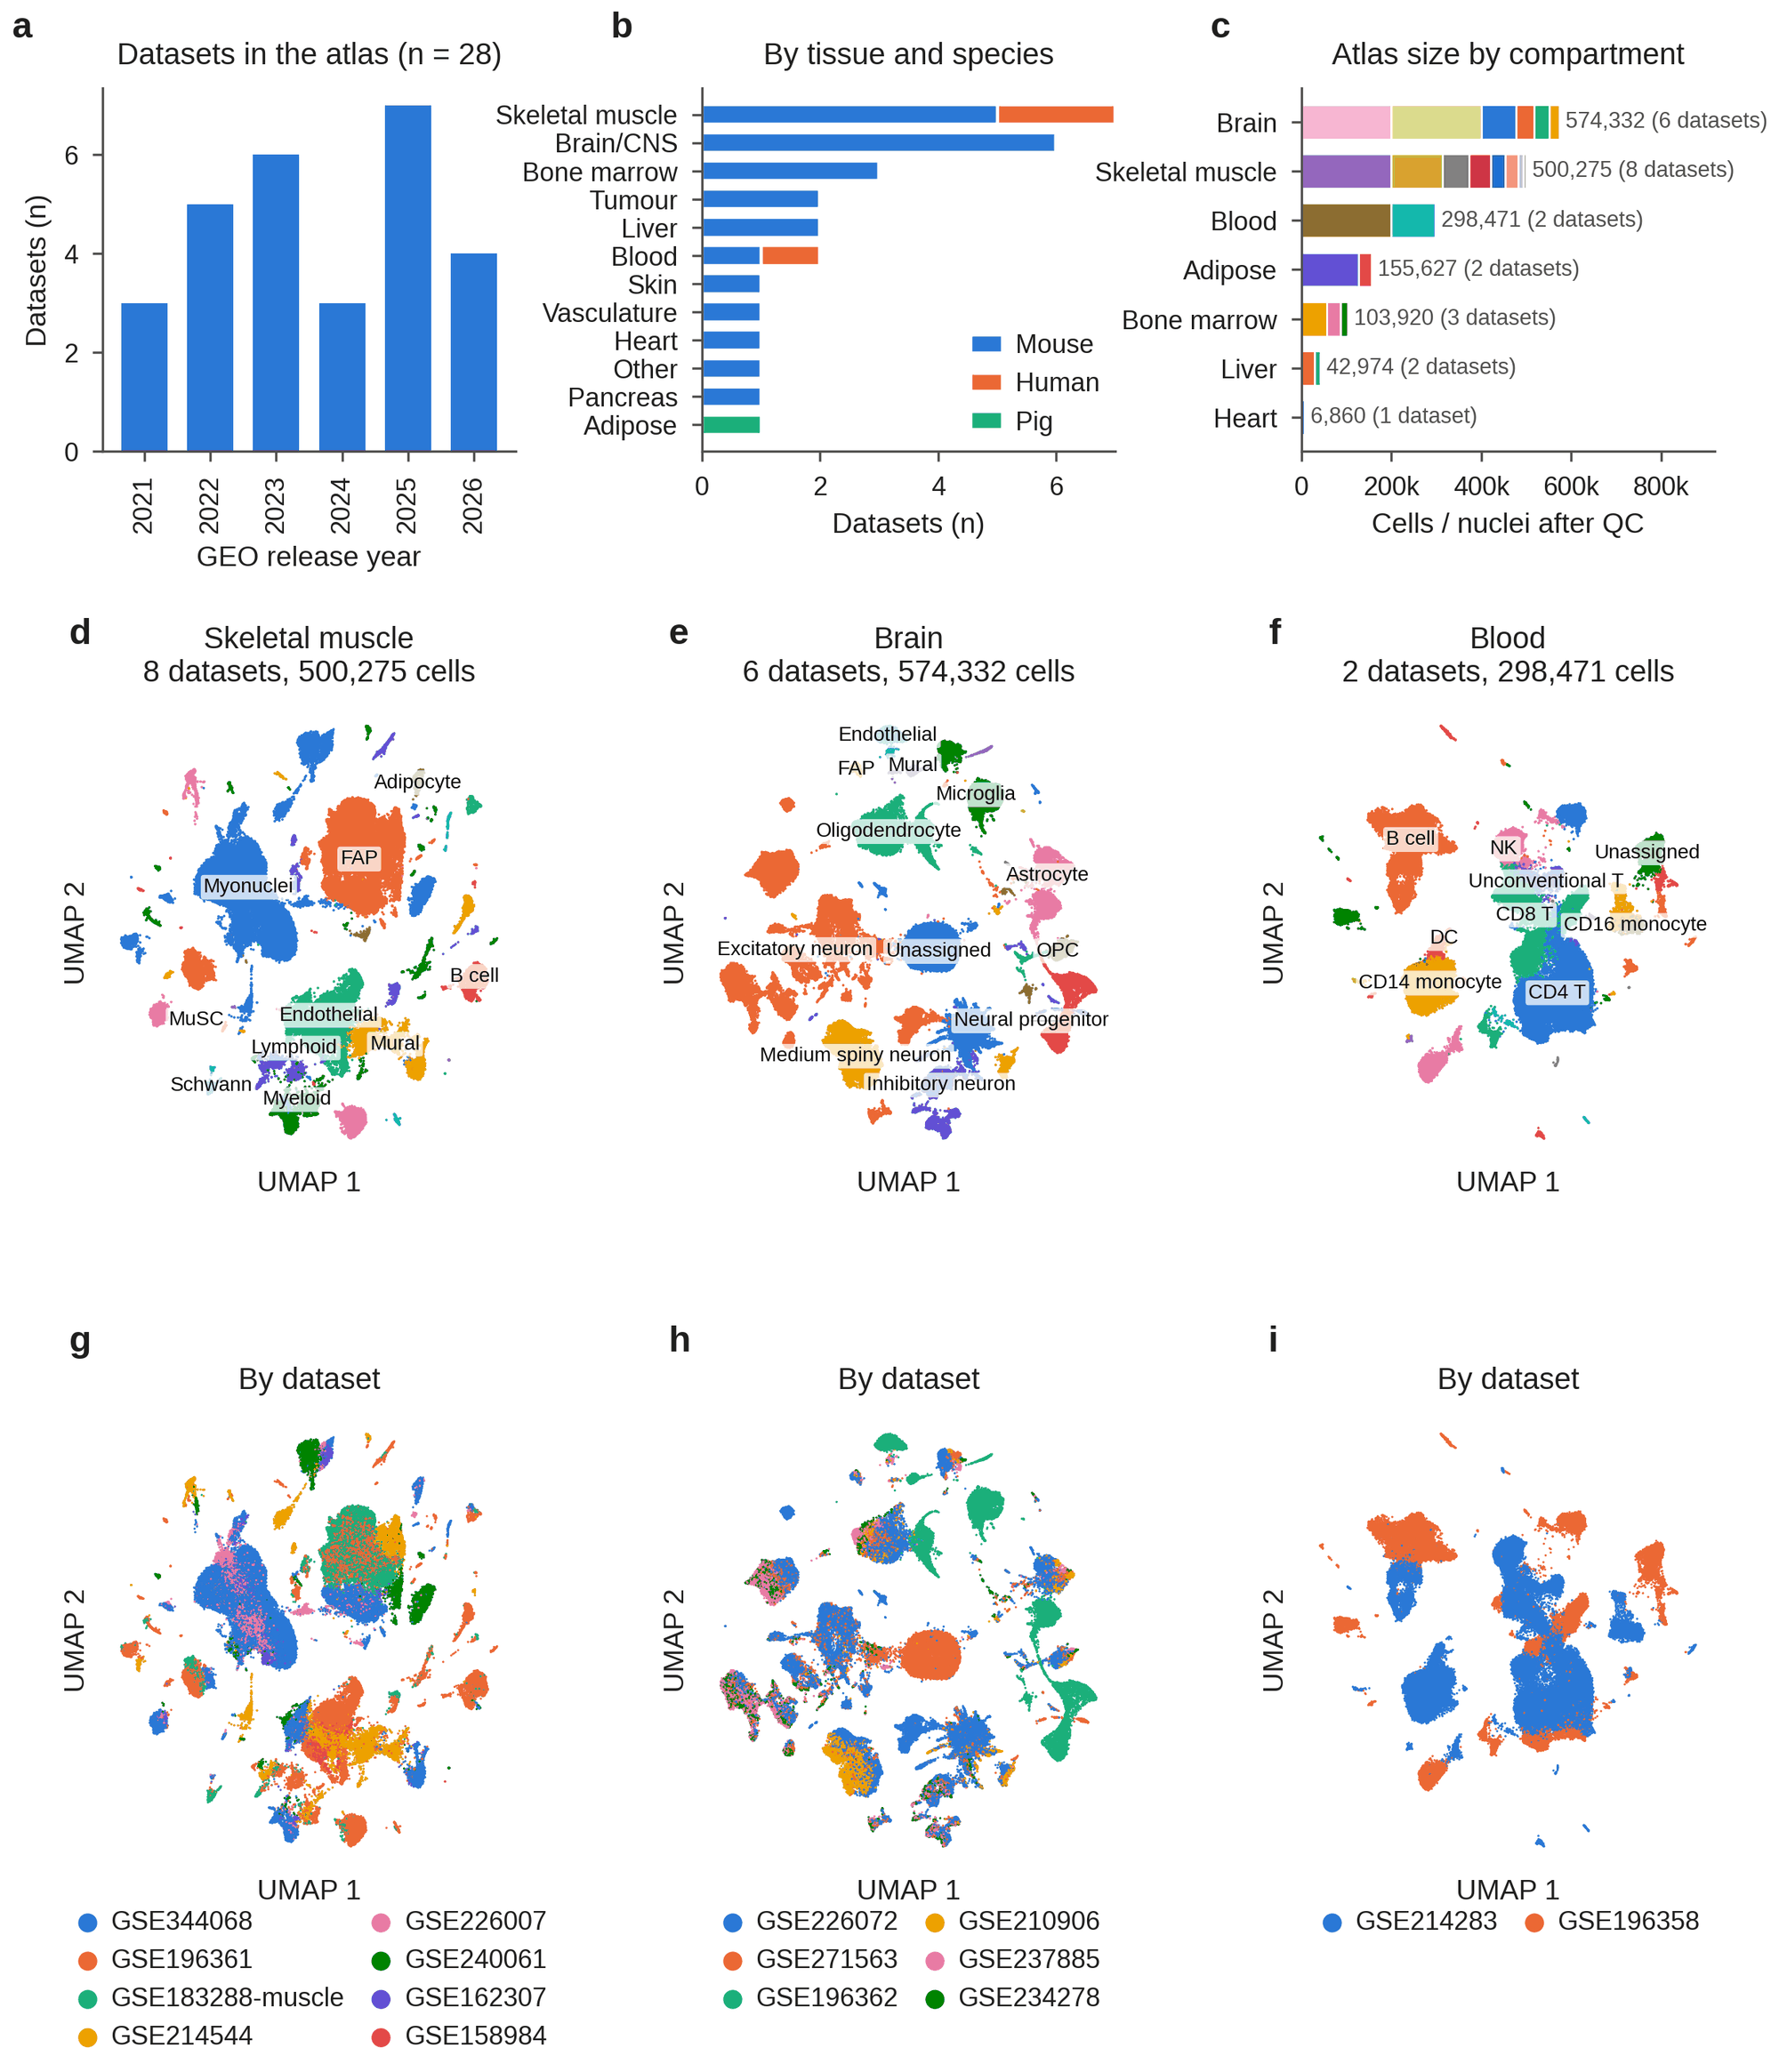 a
Datasets in the atlas (n = 28)
Datasets (n)
6
4
2
0
2021
2022
2023
2024
2025
2026
GEO release year
b
By tissue and species
Skeletal muscle
Brain/CNS
Bone marrow
Tumour
Liver
Blood
Skin
Vasculature
Heart
Other
Pancreas
Adipose
Mouse
Human
Pig
0
2
4
6
Datasets (n)
c
Atlas size by compartment
Brain
574,332 (6 datasets)
Skeletal muscle
500,275 (8 datasets)
Blood
298,471 (2 datasets)
Adipose
155,627 (2 datasets)
Bone marrow
103,920 (3 datasets)
Liver
42,974 (2 datasets)
Heart
6,860 (1 dataset)
0
200k
400k
600k
800k
Cells / nuclei after QC
d
Skeletal muscle
8 datasets, 500,275 cells
Adipocyte
FAP
Myonuclei
B cell
MuSC
Endothelial
Lymphoid
Mural
Schwann
Myeloid
UMAP 2
UMAP 1
e
Brain
6 datasets, 574,332 cells
Endothelial
FAP
Mural
Microglia
Oligodendrocyte
Astrocyte
Excitatory neuron
Unassigned
OPC
Neural progenitor
Medium spiny neuron
Inhibitory neuron
UMAP 2
UMAP 1
f
Blood
2 datasets, 298,471 cells
B cell
NK
Unassigned
Unconventional T
CD8 T
CD16 monocyte
DC
CD14 monocyte
CD4 T
UMAP 2
UMAP 1
g
By dataset
UMAP 2
UMAP 1
GSE344068
GSE196361
GSE183288-muscle
GSE214544
GSE226007
GSE240061
GSE162307
GSE158984
h
By dataset
UMAP 2
UMAP 1
GSE226072
GSE271563
GSE196362
GSE210906
GSE237885
GSE234278
i
By dataset
UMAP 2
UMAP 1
GSE214283
GSE196358